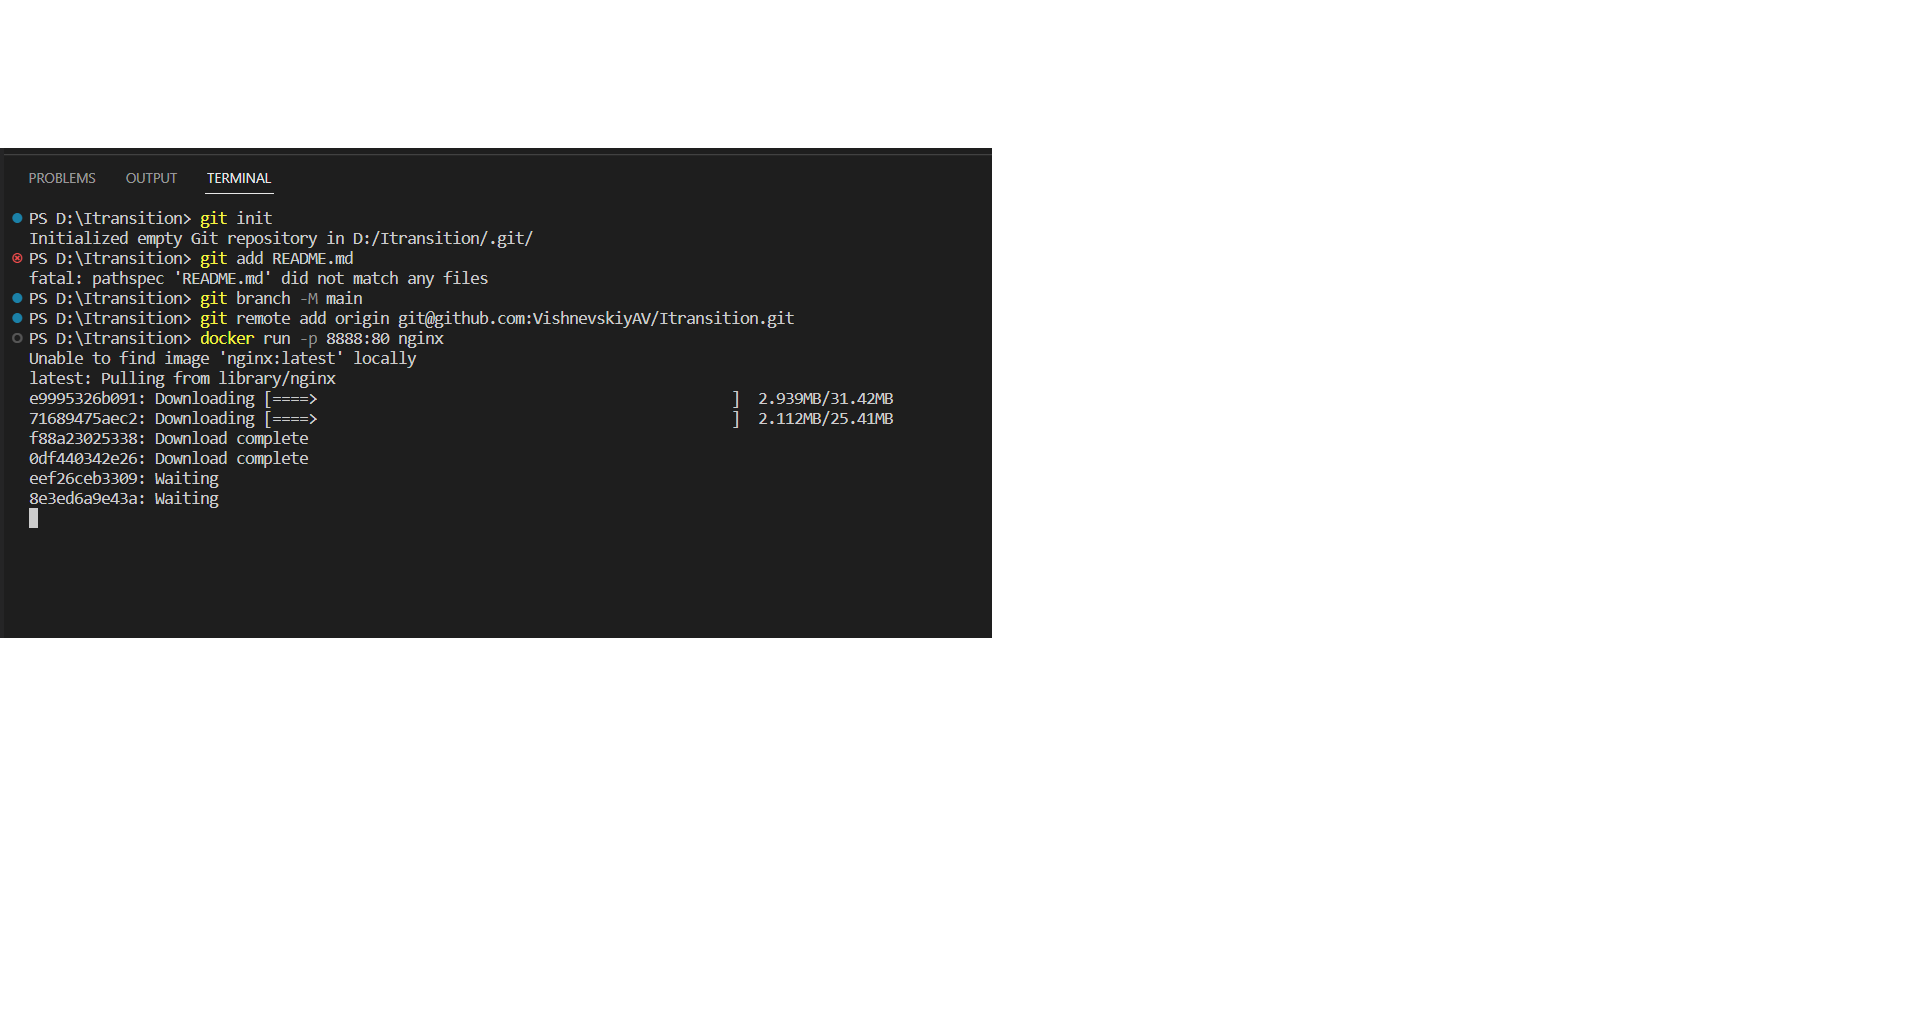 PROBLEMS OUTPUT TERMINAL
PS D:\Itransition> git init
Initialized empty Git repository in D:/Itransition/.git/
PS D:\Itransition> git add README.md
fatal: pathspec 'README.md' did not match any files
PS D:\Itransition> git branch -M main
PS D:\Itransition> git remote add origin git@github.com:VishnevskiyAV/Itransition.git
PS D:\Itransition> docker run -p 8888:80 nginx
Unable to find image 'nginx:latest' locally
latest: Pulling from library/nginx
e9995326b091: Downloading [====>                                              ]  2.939MB/31.42MB
71689475aec2: Downloading [====>                                              ]  2.112MB/25.41MB
f88a23025338: Download complete
0df440342e26: Download complete
eef26ceb3309: Waiting
8e3ed6a9e43a: Waiting